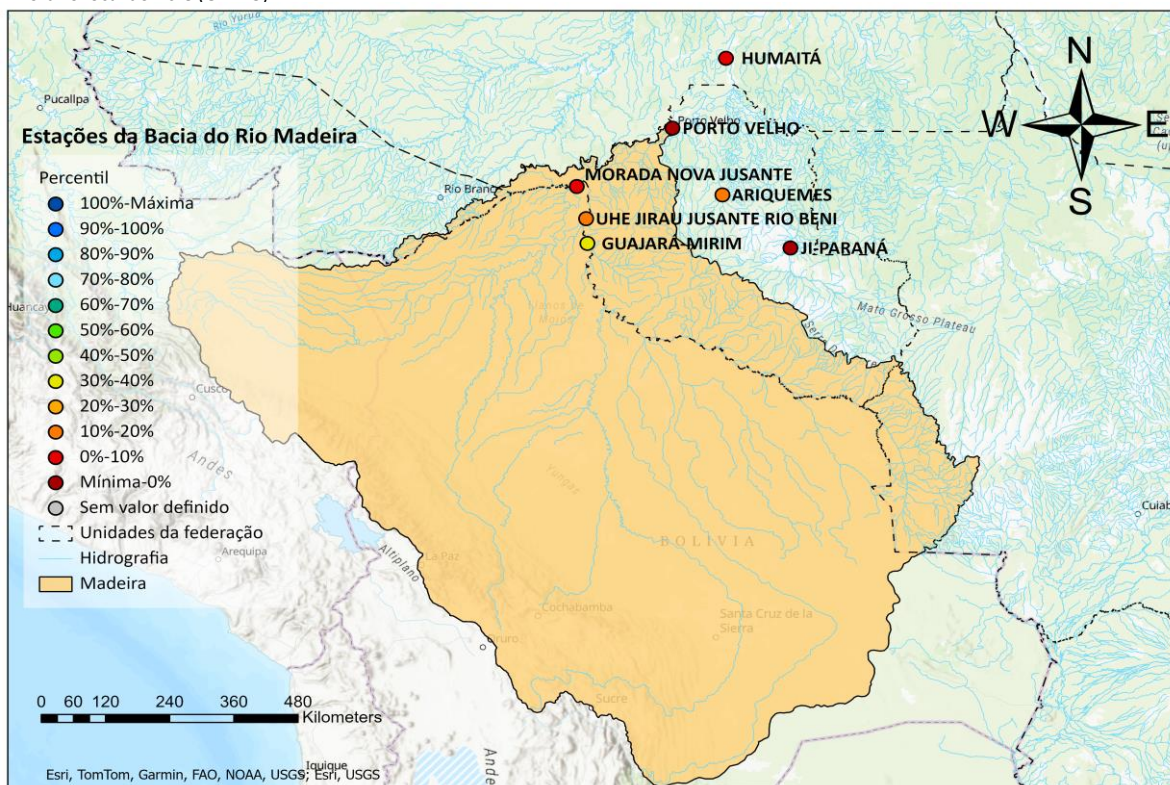 HUMAITÁ
N
Pucallpa
Estações da Bacia do Rio Madeira
Porto Velho
PORTO VELHO
W
E
S
Percentil
MORADA NOVA JUSANTE
Rio Branco
ARIQUEMES
100%-Máxima
90%-100%
UHE JIRAU JUSANTE RIO BENI
80%-90%
GUAJARÁ-MIRIM
JI-PARANÁ
70%-80%
60%-70%
Llanos de Mojos
Mato Grosso Plateau
50%-60%
40%-50%
30%-40%
Cusco
20%-30%
10%-20%
0%-10%
Andes
Mínima-0%
Yungas
Sem valor definido
Unidades da federação
BOLIVIA
Hidrografia
Arequipa
Altiplano
La Paz
Madeira
Cochabamba
Santa Cruz de la
Sierra
Oruro
Sucre
0 60 120 240 360 480
Kilometers
Iquique
Esri, TomTom, Garmin, FAO, NOAA, USGS; Esri, USGS